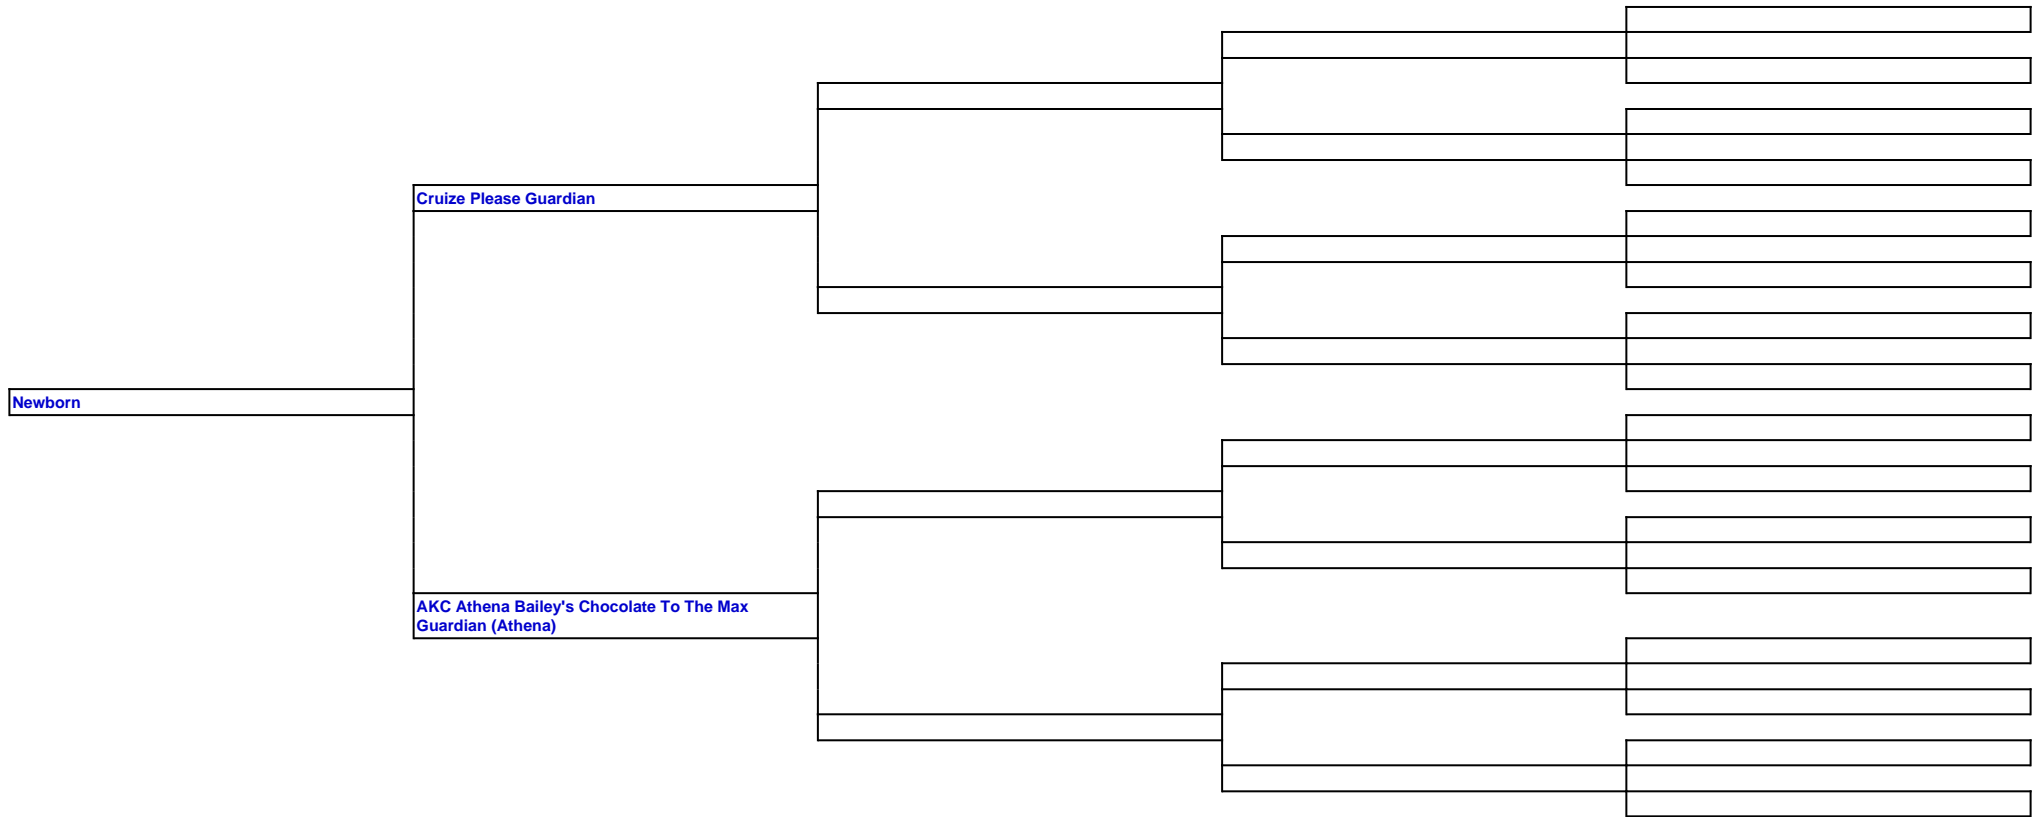 Cruize Please Guardian
Newborn
AKC Athena Bailey's Chocolate To The Max
Guardian (Athena)